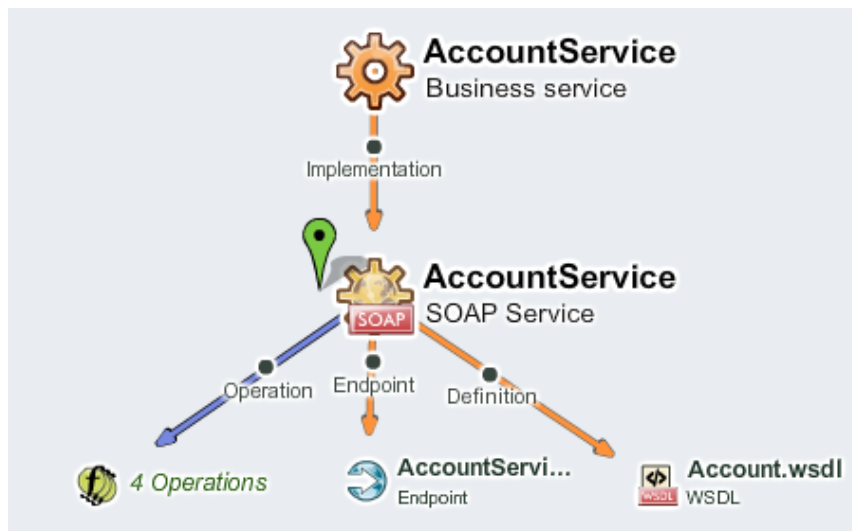 AccountService
Business service
Implementation
AccountService
SOAP Service
SOAP
Operation
Endpoint
Definition
4 Operations
AccountServi...
Endpoint
Account.wsdl
WSDL
WSDL